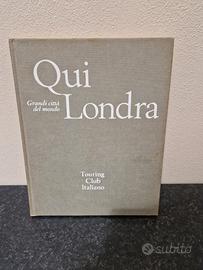 Qui
Grandi città
del mondo
Londra
Touring
Club
Italiano
subito